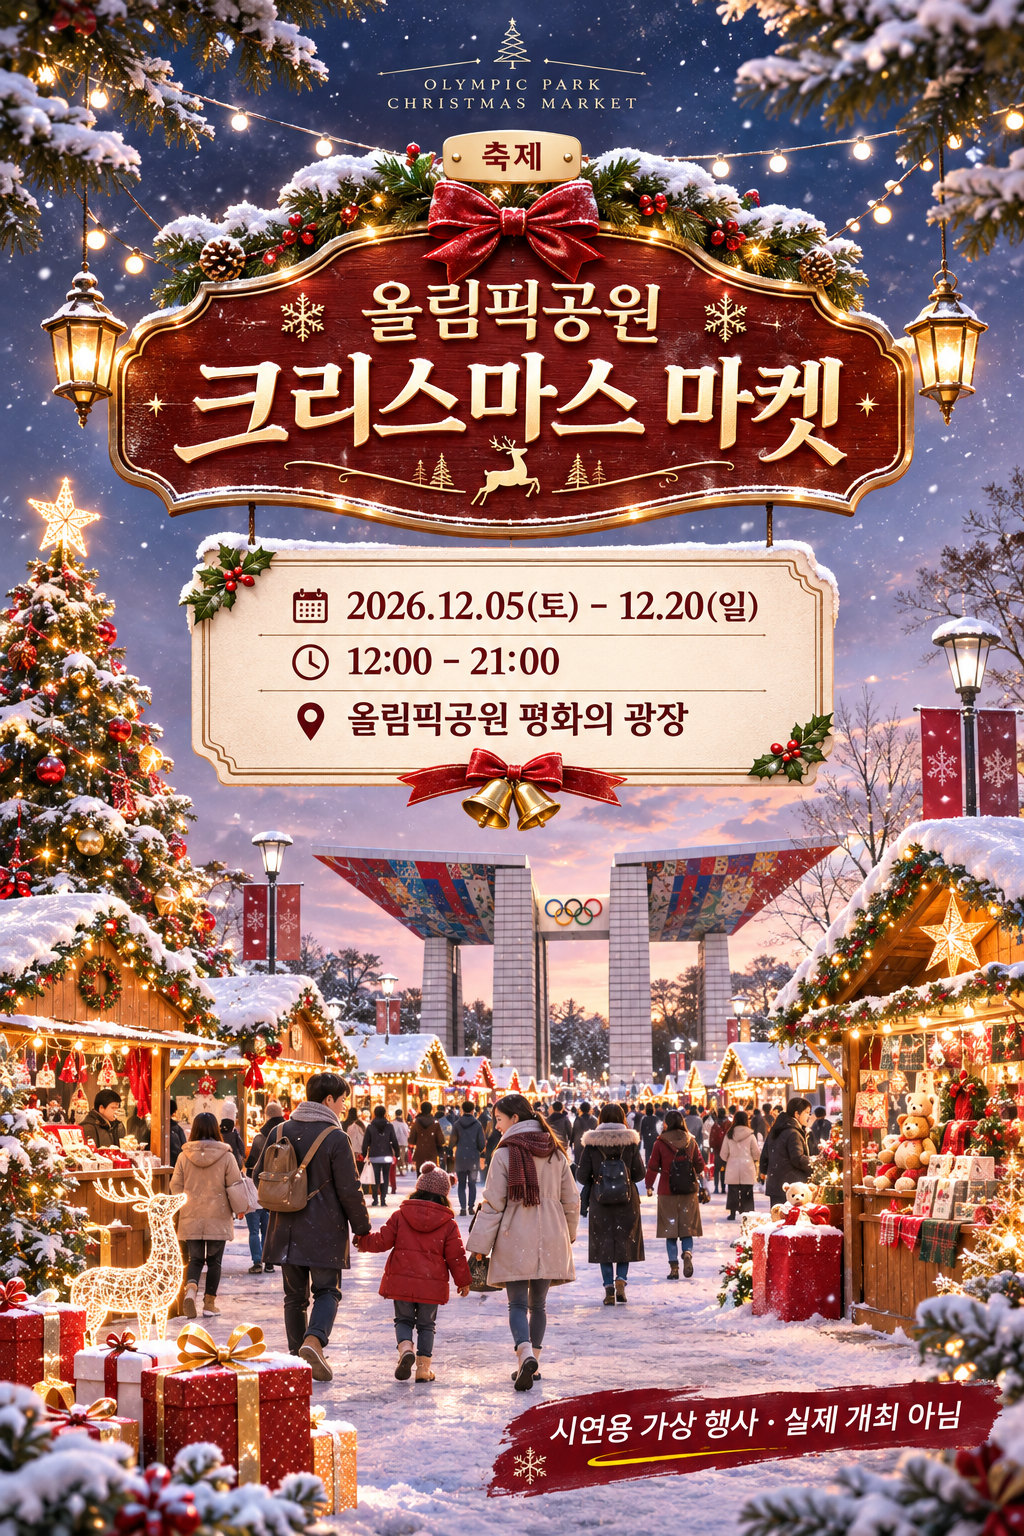 OLYMPIC PARK
CHRISTMAS MARKET
축제
올림픽공원
크리스마스 마켓
2026.12.05(토) - 12.20(일)
12:00 - 21:00
올림픽공원 평화의 광장
시연용 가상 행사 · 실제 개최 아님